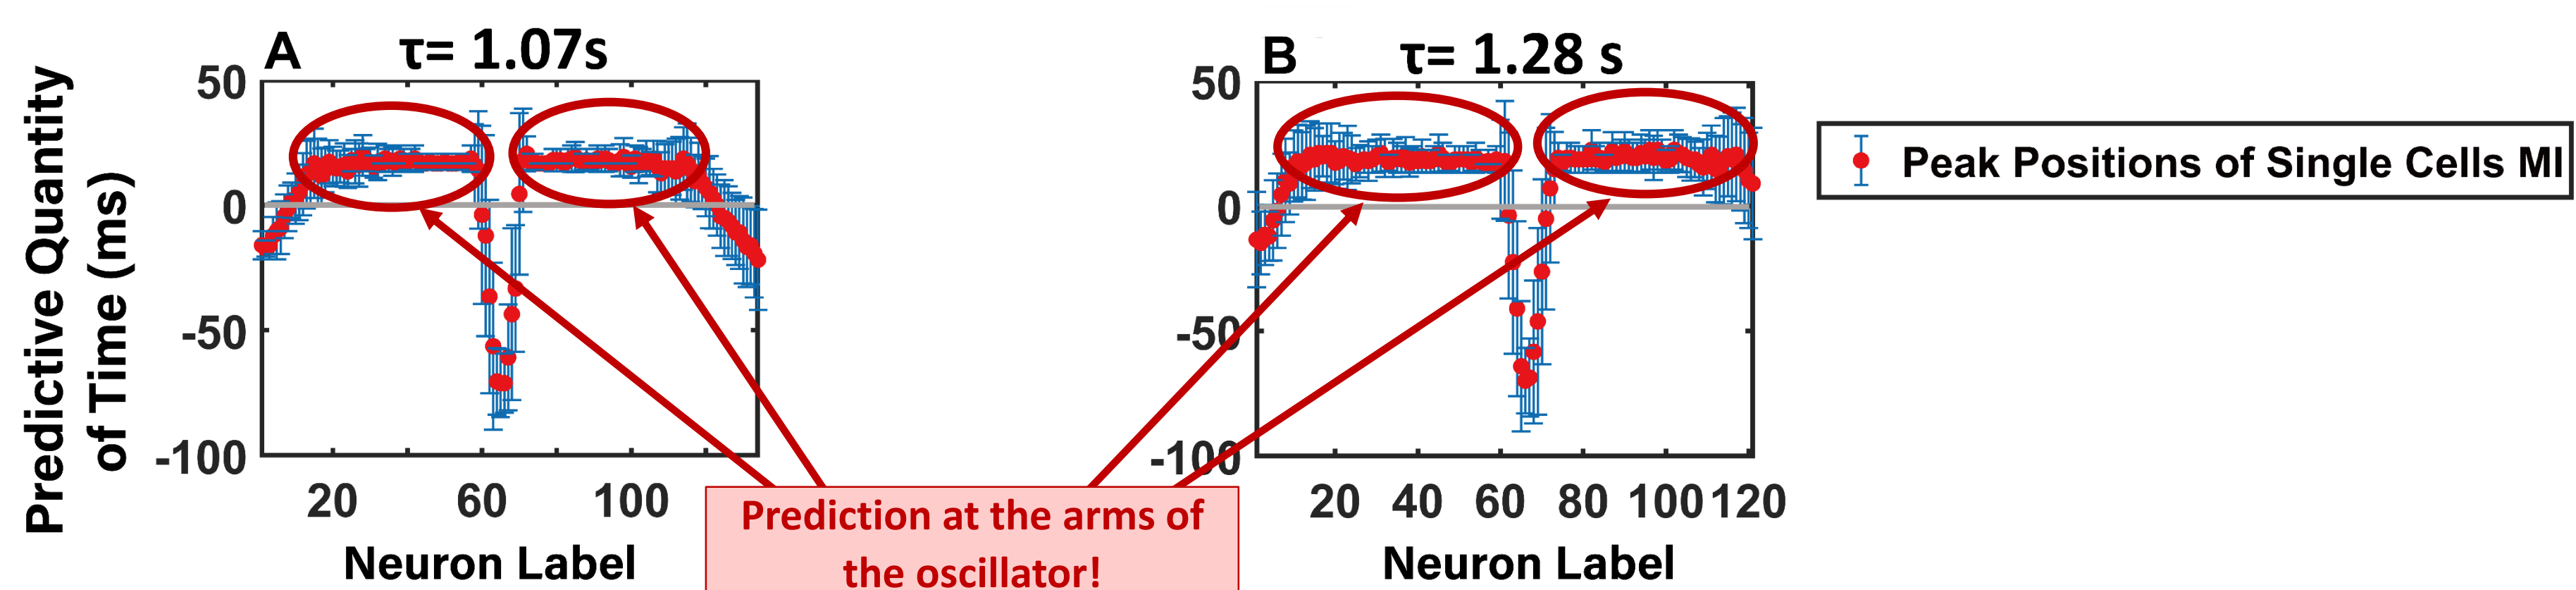 A τ= 1.07s
B τ= 1.28 s
Predictive Quantity
of Time (ms)
50
0
-50
-100
20 60 100
Neuron Label
50
0
-50
-100
20 40 60 80 100 120
Neuron Label
Peak Positions of Single Cells MI
Prediction at the arms of
the oscillator!